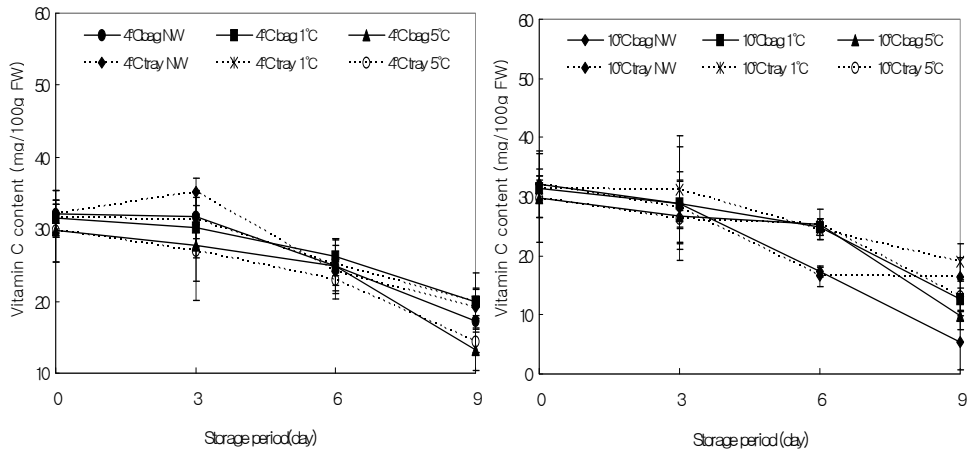 60
50
40
30
20
10
Vitamin C content (mg/100g FW)
4℃bag NW
4℃bag 1℃
4℃bag 5℃
4℃tray NW
4℃tray 1℃
4℃tray 5℃
0
3
6
9
Storage period(day)
60
50
40
30
20
10
0
Vitamin C content (mg/100g FW)
10℃bag NW
10℃bag 1℃
10℃bag 5℃
10℃tray NW
10℃tray 1℃
10℃tray 5℃
0
3
6
9
Storage period(day)